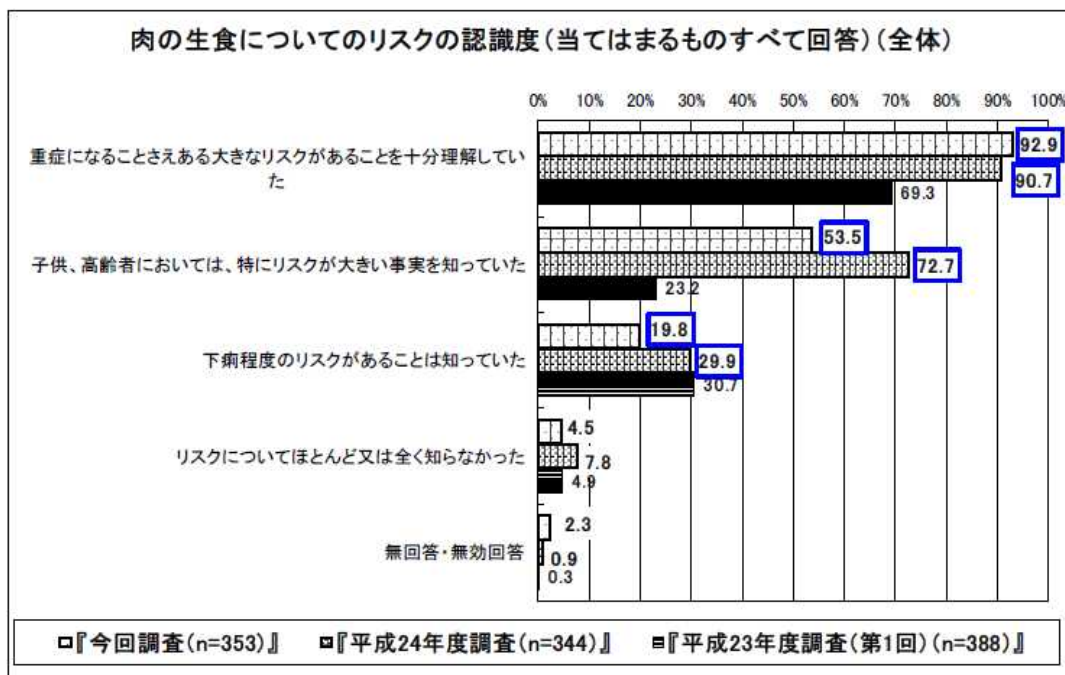 肉の生食についてのリスクの認識度(当てはまるものすべて回答)(全体)
0% 10% 20% 30% 40% 50% 60% 70% 80% 90% 100%
重症になることさえある大きなリスクがあることを十分理解してい
た
92.9
90.7
69.3
子供、高齢者においては、特にリスクが大きい事実を知っていた
53.5
72.7
23.2
下痢程度のリスクがあることは知っていた
19.8
29.9
30.7
リスクについてほとんど又は全く知らなかった
4.5
7.8
4.9
無回答・無効回答
2.3
0.9
0.3
『今回調査(n=353)』 『平成24年度調査(n=344)』 『平成23年度調査(第1回)(n=388)』